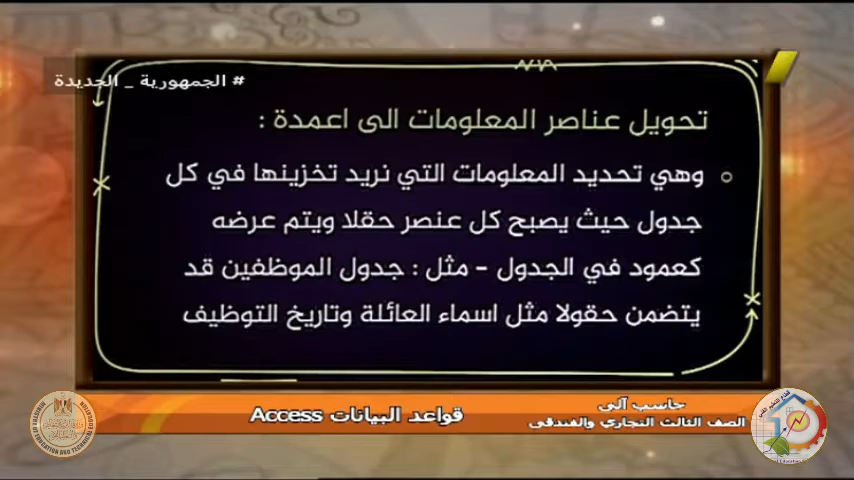 # الجمهورية _ الجديدة
تحويل عناصر المعلومات الى اعمدة :
وهي تحديد المعلومات التي نريد تخزينها في كل
جدول حيث يصبح كل عنصر حقلا ويتم عرضه
كعمود في الجدول - مثل : جدول الموظفين قد
يتضمن حقولا مثل اسماء العائلة وتاريخ التوظيف
حاسب آلى
الصف الثالث التجاري والفندقى
قواعد البيانات Access